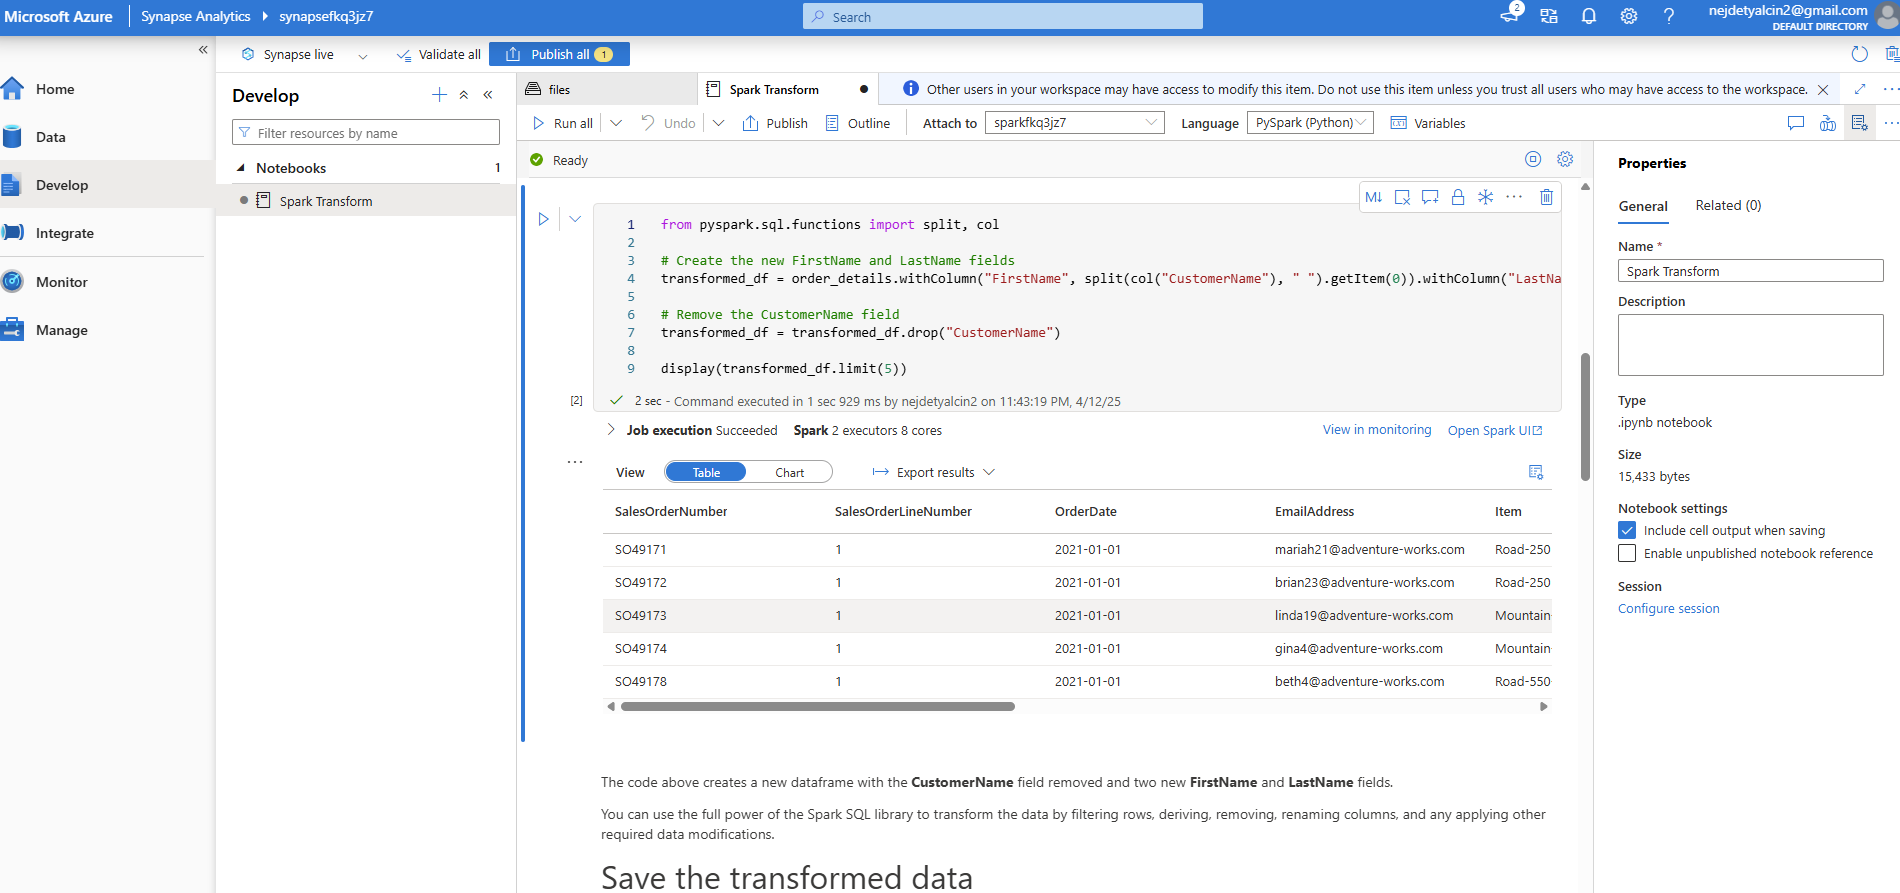 Microsoft Azure
Synapse Analytics
synapsefkq3jz7
Search
2
nejdetyalcin2@gmail.com
DEFAULT DIRECTORY
Synapse live
Validate all
Publish all 1
Home
Data
Develop
Integrate
Monitor
Manage
Develop
Filter resources by name
Notebooks 1
Spark Transform
files
Spark Transform
Other users in your workspace may have access to modify this item. Do not use this item unless you trust all users who may have access to the workspace.
Run all
Undo
Publish
Outline
Attach to sparkfkq3jz7
Language PySpark (Python)
Variables
Ready
M↓
1 from pyspark.sql.functions import split, col
2
3 # Create the new FirstName and LastName fields
4 transformed_df = order_details.withColumn("FirstName", split(col("CustomerName"), " ").getItem(0)).withColumn("LastNa
5
6 # Remove the CustomerName field
7 transformed_df = transformed_df.drop("CustomerName")
8
9 display(transformed_df.limit(5))
[2] 2 sec - Command executed in 1 sec 929 ms by nejdetyalcin2 on 11:43:19 PM, 4/12/25
Job execution Succeeded Spark 2 executors 8 cores
View in monitoring
Open Spark UI
View Table Chart Export results
SalesOrderNumber SalesOrderLineNumber OrderDate EmailAddress Item
SO49171 1 2021-01-01 mariah21@adventure-works.com Road-250
SO49172 1 2021-01-01 brian23@adventure-works.com Road-250
SO49173 1 2021-01-01 linda19@adventure-works.com Mountain-
SO49174 1 2021-01-01 gina4@adventure-works.com Mountain-
SO49178 1 2021-01-01 beth4@adventure-works.com Road-550
The code above creates a new dataframe with the CustomerName field removed and two new FirstName and LastName fields.
You can use the full power of the Spark SQL library to transform the data by filtering rows, deriving, removing, renaming columns, and any applying other
required data modifications.
Save the transformed data
Properties
General
Related (0)
Name *
Spark Transform
Description
Type
.ipynb notebook
Size
15,433 bytes
Notebook settings
Include cell output when saving
Enable unpublished notebook reference
Session
Configure session